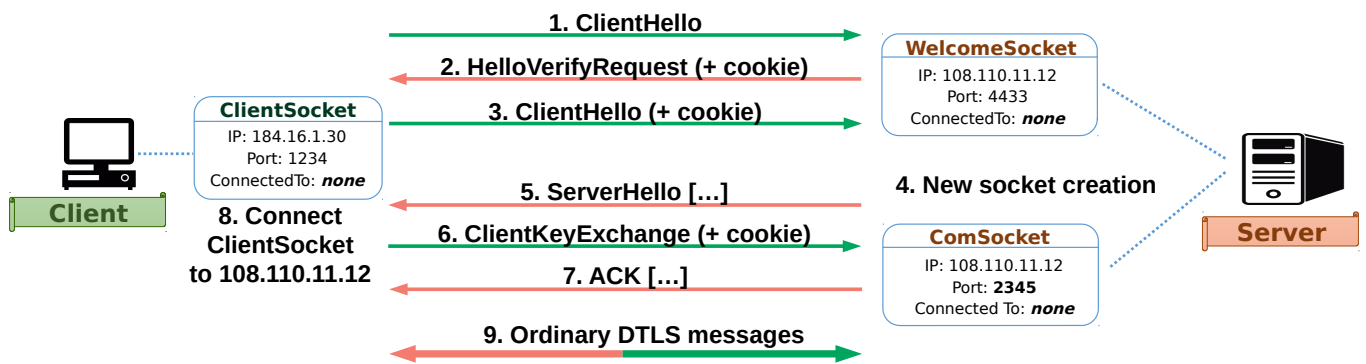 1. ClientHello
WelcomeSocket
IP: 108.110.11.12
Port: 4433
ConnectedTo: none
2. HelloVerifyRequest (+ cookie)
ClientSocket
IP: 184.16.1.30
Port: 1234
ConnectedTo: none
3. ClientHello (+ cookie)
Client
4. New socket creation
5. ServerHello […]
8. Connect
ClientSocket
to 108.110.11.12
6. ClientKeyExchange (+ cookie)
ComSocket
IP: 108.110.11.12
Port: 2345
Connected To: none
Server
7. ACK […]
9. Ordinary DTLS messages